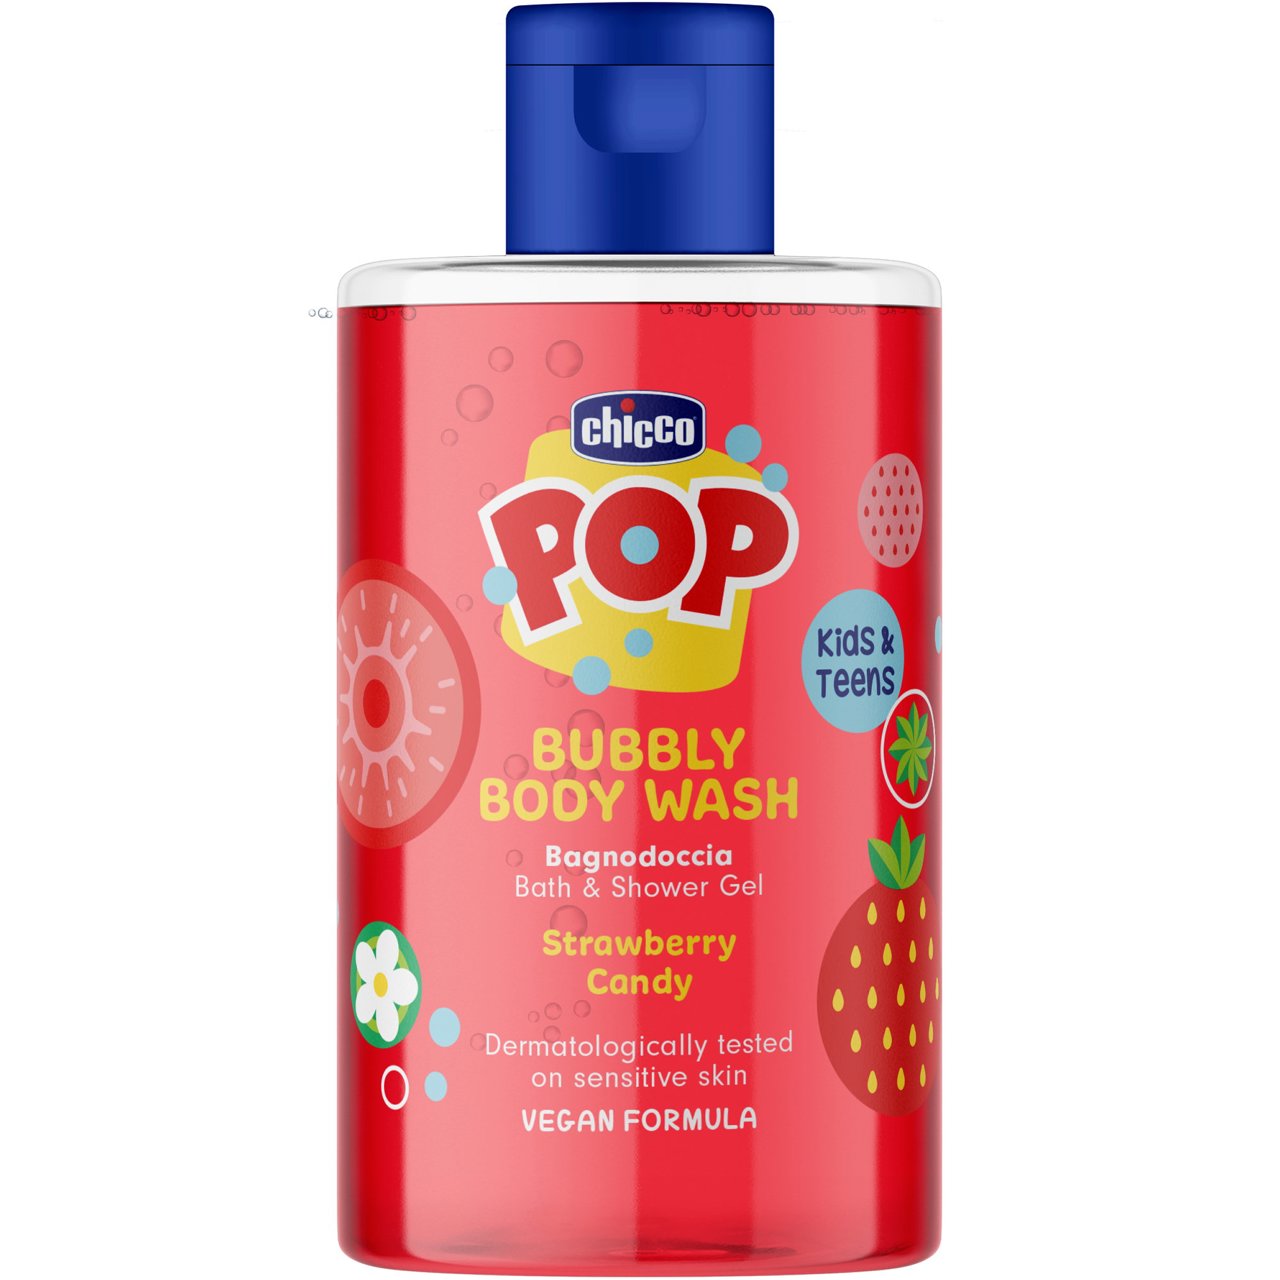 chicco
POP
Kids &
Teens
BUBBLY
BODY WASH
Bagnodoccia
Bath & Shower Gel
Strawberry
Candy
Dermatologically tested
on sensitive skin
VEGAN FORMULA